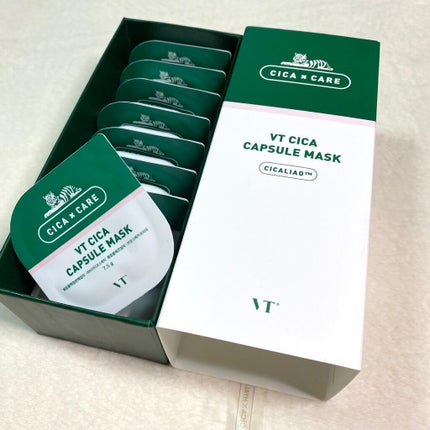 CICA × CARE
VT CICA
CAPSULE MASK
CICALIAO™
VT®
CICA × CARE
VT CICA
CAPSULE MASK
7.5 g
VT